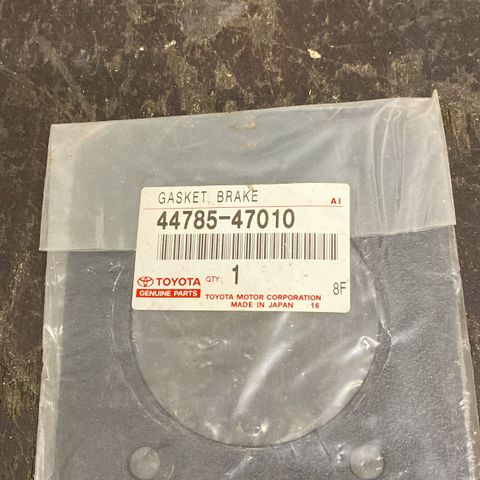 GASKET, BRAKE
A1
44785-47010
TOYOTA
GENUINE PARTS
QTY: 1
8F
TOYOTA MOTOR CORPORATION
MADE IN JAPAN 16